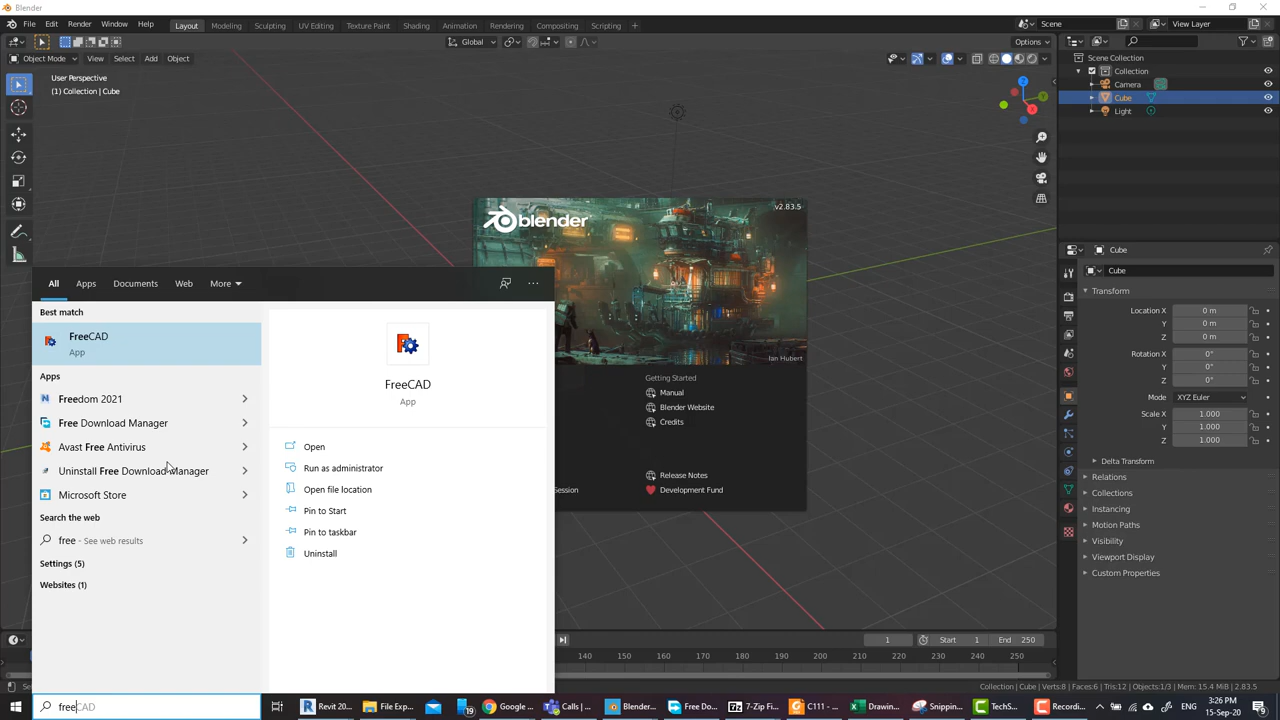 Blender
File Edit Render Window Help Layout Modeling Sculpting UV Editing Texture Paint Shading Animation Rendering Compositing Scripting + Scene View Layer
Global Options
Object Mode View Select Add Object
User Perspective
(1) Collection | Cube
Scene Collection
Collection
Camera
Cube
Light
Z
Y
X
blender
v2.83.5
Ian Hubert
Getting Started
Manual
Blender Website
Credits
Release Notes
Development Fund
Session
All Apps Documents Web More
Best match
FreeCAD
App
Apps
Freedom 2021
Free Download Manager
Avast Free Antivirus
Uninstall Free Download Manager
Microsoft Store
Search the web
free - See web results
Settings (5)
Websites (1)
FreeCAD
App
Open
Run as administrator
Open file location
Pin to Start
Pin to taskbar
Uninstall
Cube
Cube
Transform
Location X 0 m
Y 0 m
Z 0 m
Rotation X 0°
Y 0°
Z 0°
Mode XYZ Euler
Scale X 1.000
Y 1.000
Z 1.000
Delta Transform
Relations
Collections
Instancing
Motion Paths
Visibility
Viewport Display
Custom Properties
1 Start 1 End 250
140 150 160 170 180 190 200 210 220 230 240 250
Collection | Cube | Verts:8 | Faces:6 | Tris:12 | Objects:1/3 | Mem: 15.4 MiB | 2.83.5
freeCAD
Revit 20... File Exp... 19 Google ... Calls | ... Blender... Free Do... 7-Zip Fi... C111 - ... Drawin... Snippin... TechS... Recordi...
3:26 PM
15-Sep-20